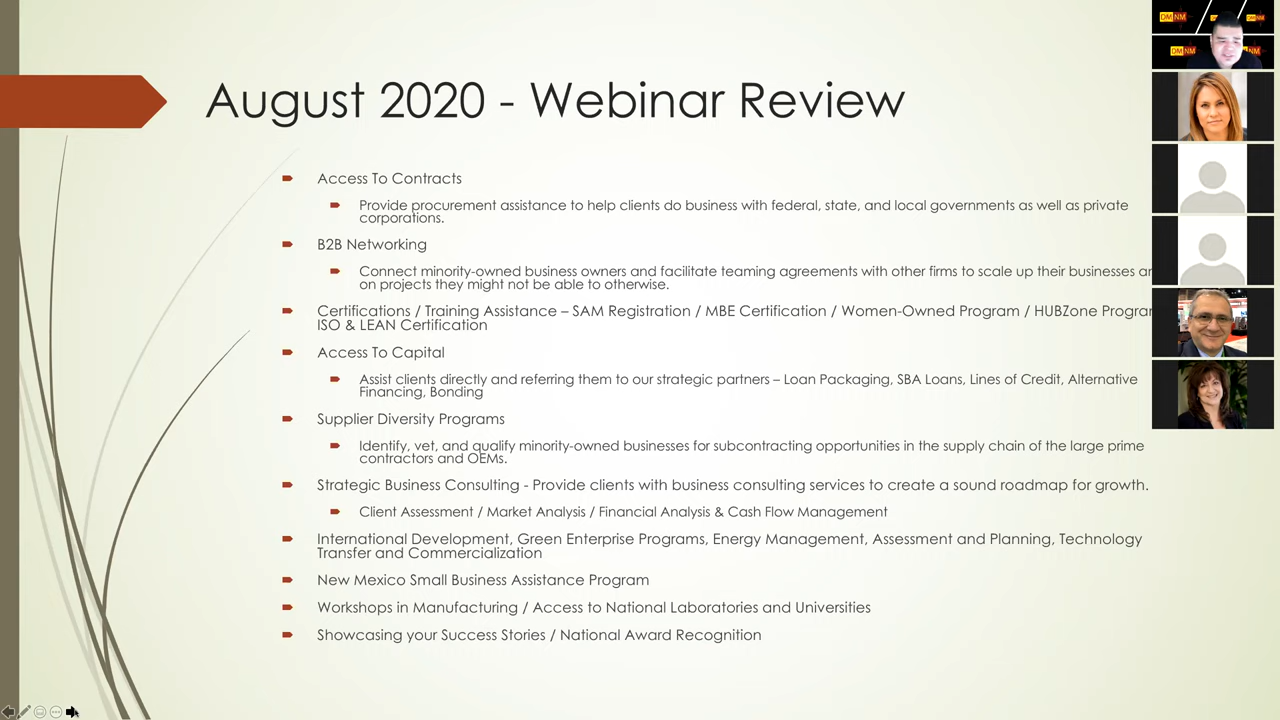 August 2020 - Webinar Review
Access To Contracts
Provide procurement assistance to help clients do business with federal, state, and local governments as well as private
corporations.
B2B Networking
Connect minority-owned business owners and facilitate teaming agreements with other firms to scale up their businesses
on projects they might not be able to otherwise.
Certifications / Training Assistance – SAM Registration / MBE Certification / Women-Owned Program / HUBZone
ISO & LEAN Certification
Access To Capital
Assist clients directly and referring them to our strategic partners – Loan Packaging, SBA Loans, Lines of Credit, Alternative
Financing, Bonding
Supplier Diversity Programs
Identify, vet, and qualify minority-owned businesses for subcontracting opportunities in the supply chain of the large prime
contractors and OEMs.
Strategic Business Consulting - Provide clients with business consulting services to create a sound roadmap for growth.
Client Assessment / Market Analysis / Financial Analysis & Cash Flow Management
International Development, Green Enterprise Programs, Energy Management, Assessment and Planning, Technology
Transfer and Commercialization
New Mexico Small Business Assistance Program
Workshops in Manufacturing / Access to National Laboratories and Universities
Showcasing your Success Stories / National Award Recognition
DM NM
DM NM